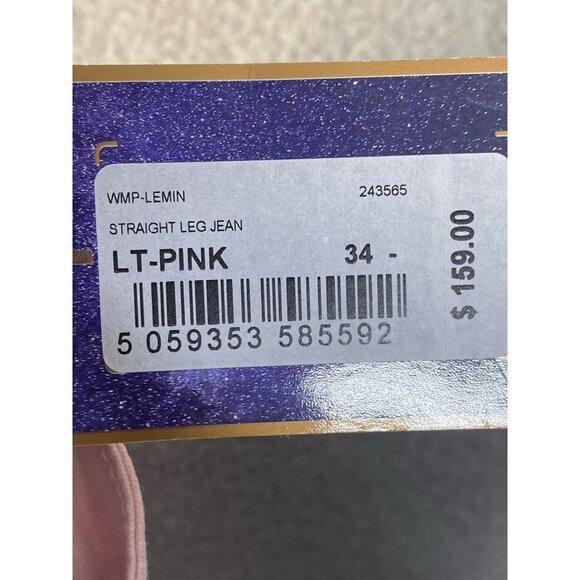 WMP-LEMIN 243565
STRAIGHT LEG JEAN
LT-PINK 34 -
5 059353 585592
$ 159.00